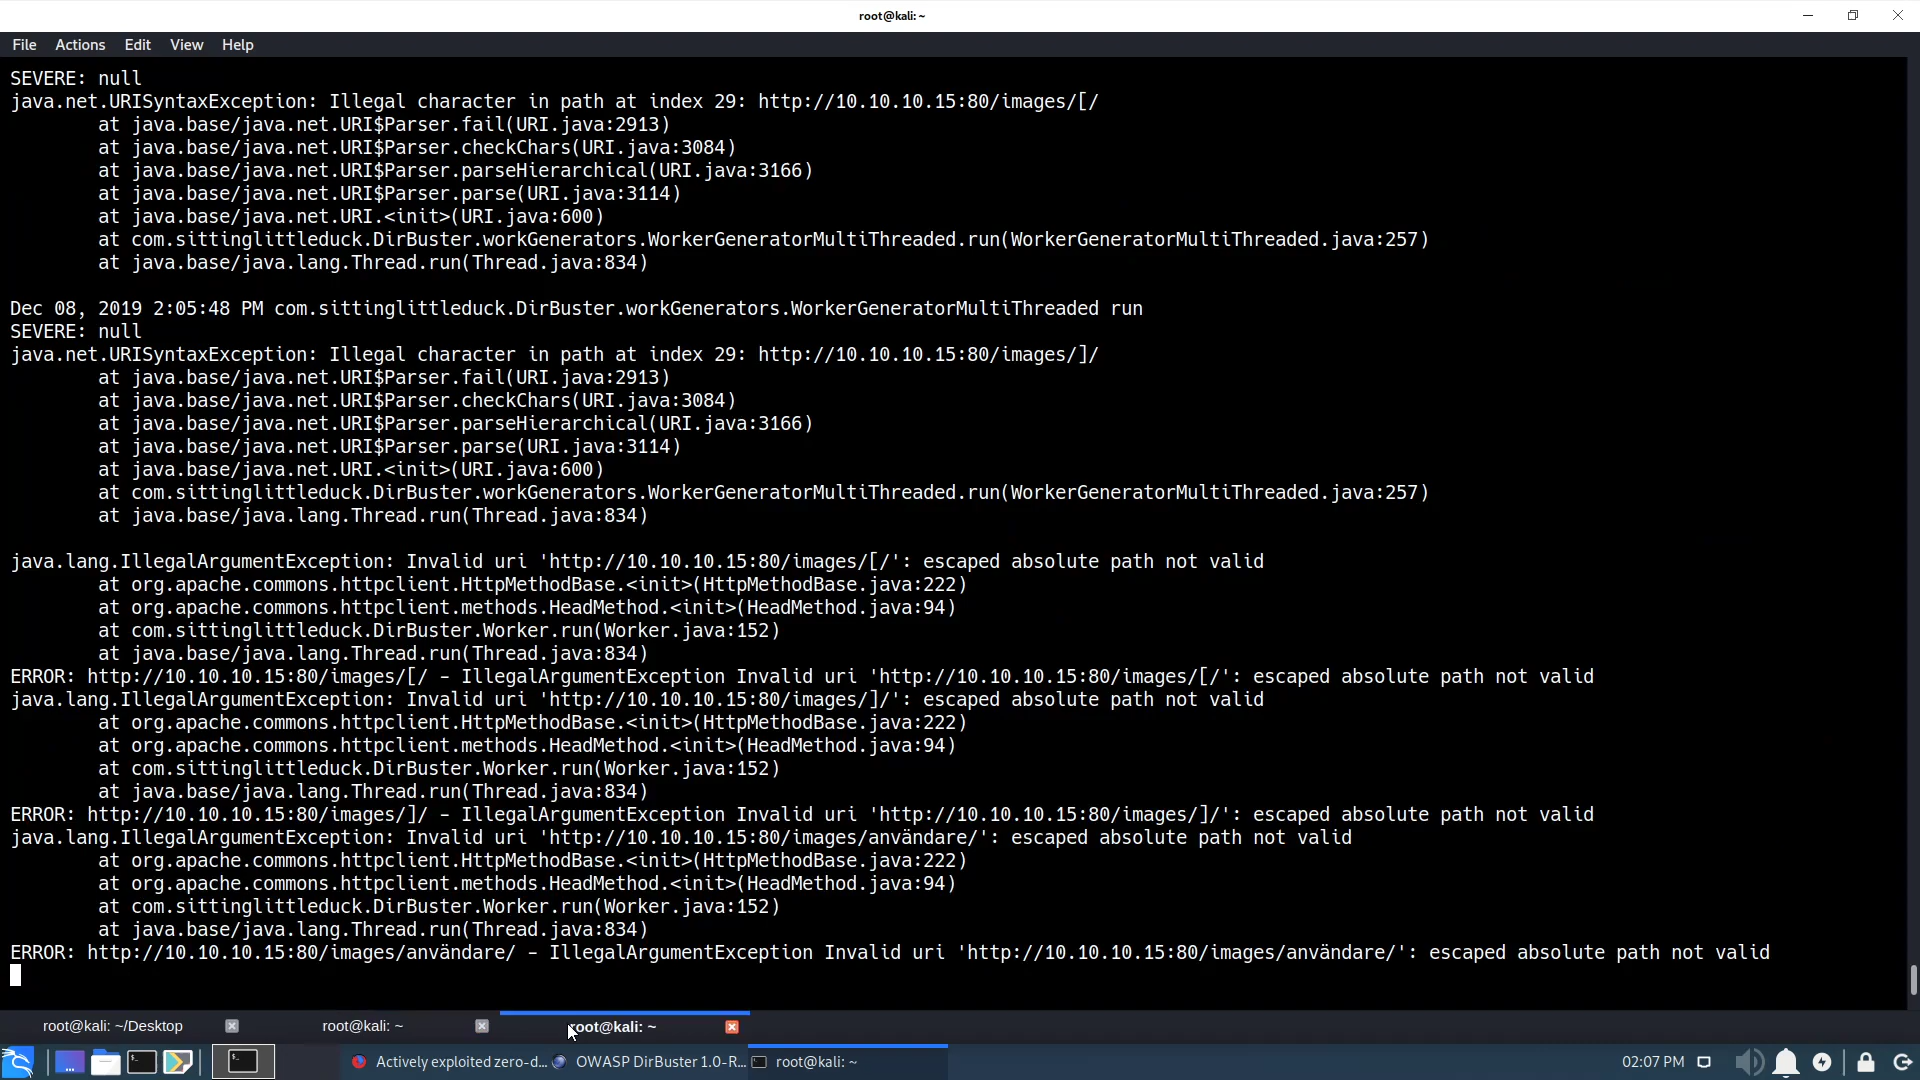 root@kali: ~
File Actions Edit View Help
SEVERE: null
java.net.URISyntaxException: Illegal character in path at index 29: http://10.10.10.15:80/images/[/
        at java.base/java.net.URI$Parser.fail(URI.java:2913)
        at java.base/java.net.URI$Parser.checkChars(URI.java:3084)
        at java.base/java.net.URI$Parser.parseHierarchical(URI.java:3166)
        at java.base/java.net.URI$Parser.parse(URI.java:3114)
        at java.base/java.net.URI.<init>(URI.java:600)
        at com.sittinglittleduck.DirBuster.workGenerators.WorkerGeneratorMultiThreaded.run(WorkerGeneratorMultiThreaded.java:257)
        at java.base/java.lang.Thread.run(Thread.java:834)
Dec 08, 2019 2:05:48 PM com.sittinglittleduck.DirBuster.workGenerators.WorkerGeneratorMultiThreaded run
SEVERE: null
java.net.URISyntaxException: Illegal character in path at index 29: http://10.10.10.15:80/images/]/
        at java.base/java.net.URI$Parser.fail(URI.java:2913)
        at java.base/java.net.URI$Parser.checkChars(URI.java:3084)
        at java.base/java.net.URI$Parser.parseHierarchical(URI.java:3166)
        at java.base/java.net.URI$Parser.parse(URI.java:3114)
        at java.base/java.net.URI.<init>(URI.java:600)
        at com.sittinglittleduck.DirBuster.workGenerators.WorkerGeneratorMultiThreaded.run(WorkerGeneratorMultiThreaded.java:257)
        at java.base/java.lang.Thread.run(Thread.java:834)
java.lang.IllegalArgumentException: Invalid uri 'http://10.10.10.15:80/images/[/': escaped absolute path not valid
        at org.apache.commons.httpclient.HttpMethodBase.<init>(HttpMethodBase.java:222)
        at org.apache.commons.httpclient.methods.HeadMethod.<init>(HeadMethod.java:94)
        at com.sittinglittleduck.DirBuster.Worker.run(Worker.java:152)
        at java.base/java.lang.Thread.run(Thread.java:834)
ERROR: http://10.10.10.15:80/images/[/ - IllegalArgumentException Invalid uri 'http://10.10.10.15:80/images/[/': escaped absolute path not valid
java.lang.IllegalArgumentException: Invalid uri 'http://10.10.10.15:80/images/]/': escaped absolute path not valid
        at org.apache.commons.httpclient.HttpMethodBase.<init>(HttpMethodBase.java:222)
        at org.apache.commons.httpclient.methods.HeadMethod.<init>(HeadMethod.java:94)
        at com.sittinglittleduck.DirBuster.Worker.run(Worker.java:152)
        at java.base/java.lang.Thread.run(Thread.java:834)
ERROR: http://10.10.10.15:80/images/]/ - IllegalArgumentException Invalid uri 'http://10.10.10.15:80/images/]/': escaped absolute path not valid
java.lang.IllegalArgumentException: Invalid uri 'http://10.10.10.15:80/images/användare/': escaped absolute path not valid
        at org.apache.commons.httpclient.HttpMethodBase.<init>(HttpMethodBase.java:222)
        at org.apache.commons.httpclient.methods.HeadMethod.<init>(HeadMethod.java:94)
        at com.sittinglittleduck.DirBuster.Worker.run(Worker.java:152)
        at java.base/java.lang.Thread.run(Thread.java:834)
ERROR: http://10.10.10.15:80/images/användare/ - IllegalArgumentException Invalid uri 'http://10.10.10.15:80/images/användare/': escaped absolute path not valid
root@kali: ~/Desktop root@kali: ~ root@kali: ~
Actively exploited zero-d... OWASP DirBuster 1.0-R... root@kali: ~ 02:07 PM